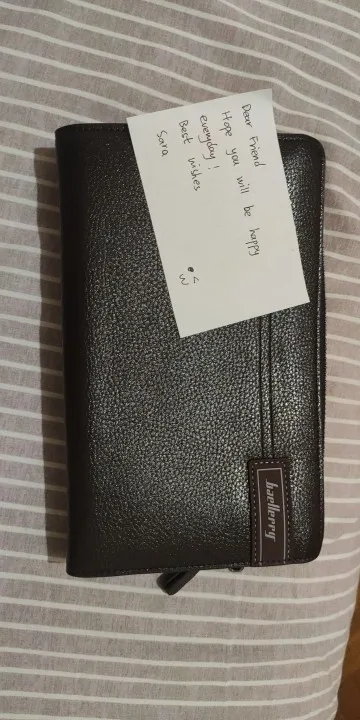 Dear Friend
Hope you will be happy
everyday!
Best wishes
Sara
baellerry